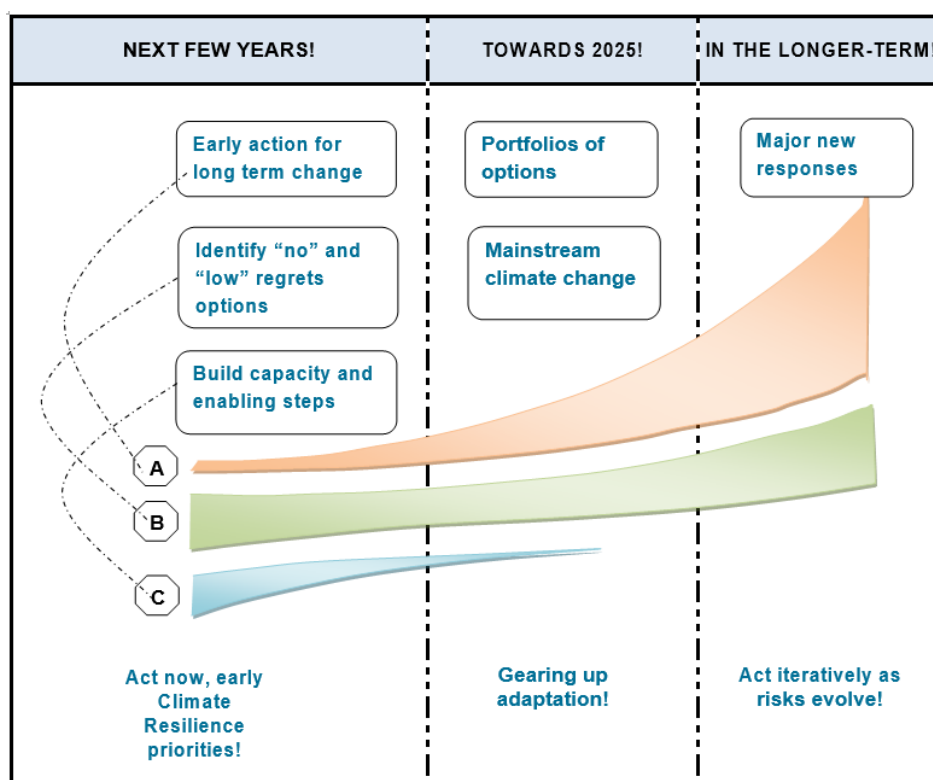 NEXT FEW YEARS!
TOWARDS 2025!
IN THE LONGER-TERM!
Early action for
long term change
Portfolios of
options
Major new
responses
Identify “no” and
“low” regrets
options
Mainstream
climate change
Build capacity and
enabling steps
A
B
C
Act now, early
Climate
Resilience
priorities!
Gearing up
adaptation!
Act iteratively as
risks evolve!